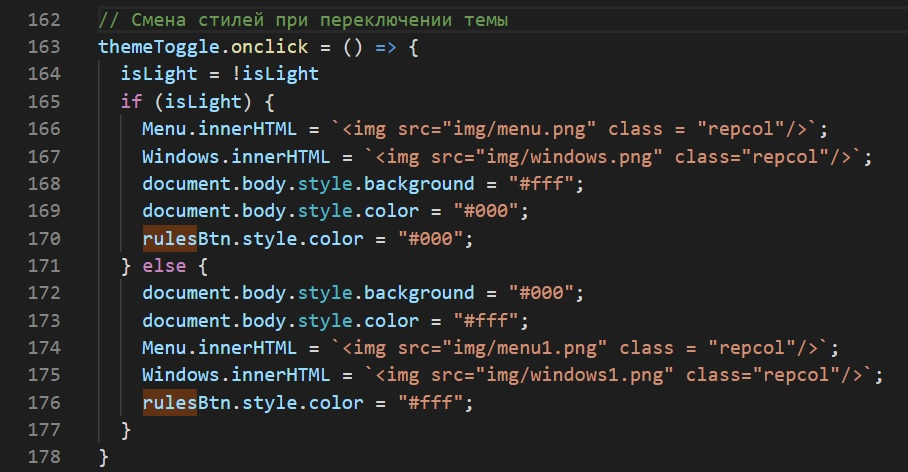 162 // Смена стилей при переключении темы
163 themeToggle.onclick = () => {
164 isLight = !isLight
165 if (isLight) {
166 Menu.innerHTML = `<img src="img/menu.png" class = "repcol"/>`;
167 Windows.innerHTML = `<img src="img/windows.png" class="repcol"/>`;
168 document.body.style.background = "#fff";
169 document.body.style.color = "#000";
170 rulesBtn.style.color = "#000";
171 } else {
172 document.body.style.background = "#000";
173 document.body.style.color = "#fff";
174 Menu.innerHTML = `<img src="img/menu1.png" class = "repcol"/>`;
175 Windows.innerHTML = `<img src="img/windows1.png" class="repcol"/>`;
176 rulesBtn.style.color = "#fff";
177 }
178 }